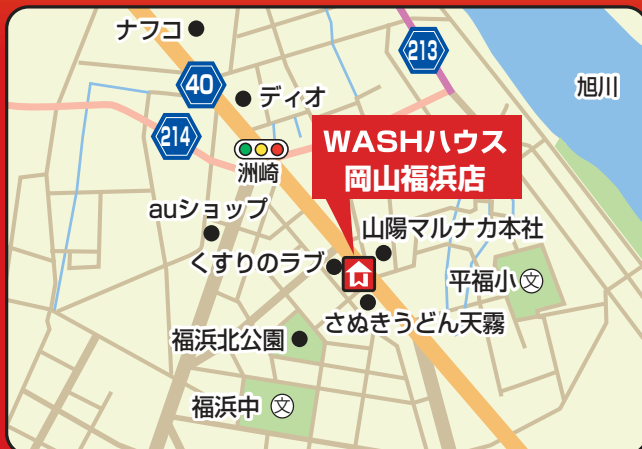 ナフコ
213
40
ディオ
旭川
214
洲崎
WASHハウス
岡山福浜店
auショップ
山陽マルナカ本社
くすりのラブ
平福小
文
さぬきうどん天霧
福浜北公園
福浜中
文